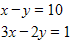 x − y = 10
3x − 2y = 1